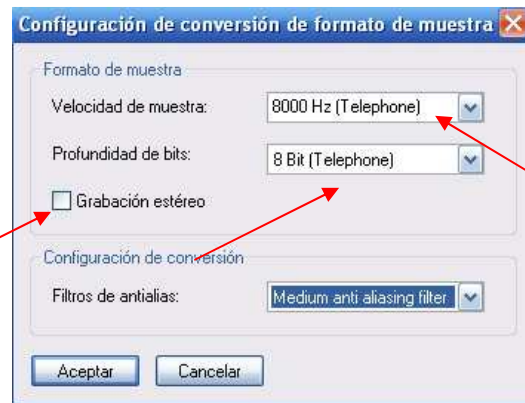 Configuración de conversión de formato de muestra
Formato de muestra
Velocidad de muestra: 8000 Hz (Telephone)
Profundidad de bits: 8 Bit (Telephone)
Grabación estéreo
Configuración de conversión
Filtros de antialias: Medium anti aliasing filter
Aceptar Cancelar